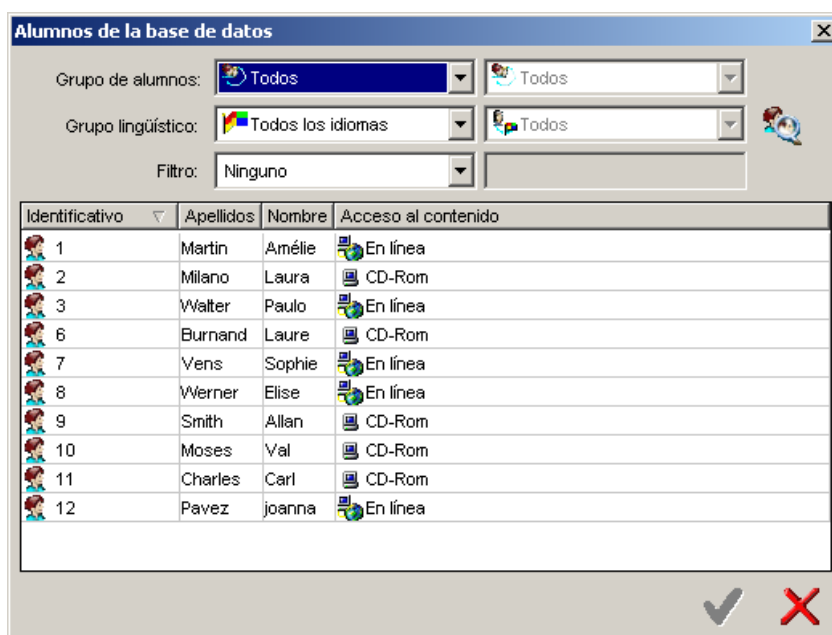 Alumnos de la base de datos
Grupo de alumnos: Todos Todos
Grupo lingüístico: Todos los idiomas Todos
Filtro: Ninguno
Identificativo Apellidos Nombre Acceso al contenido
1 Martin Amélie En línea
2 Milano Laura CD-Rom
3 Walter Paulo En línea
6 Burnand Laure CD-Rom
7 Vens Sophie En línea
8 Werner Elise En línea
9 Smith Allan CD-Rom
10 Moses Val CD-Rom
11 Charles Carl CD-Rom
12 Pavez joanna En línea